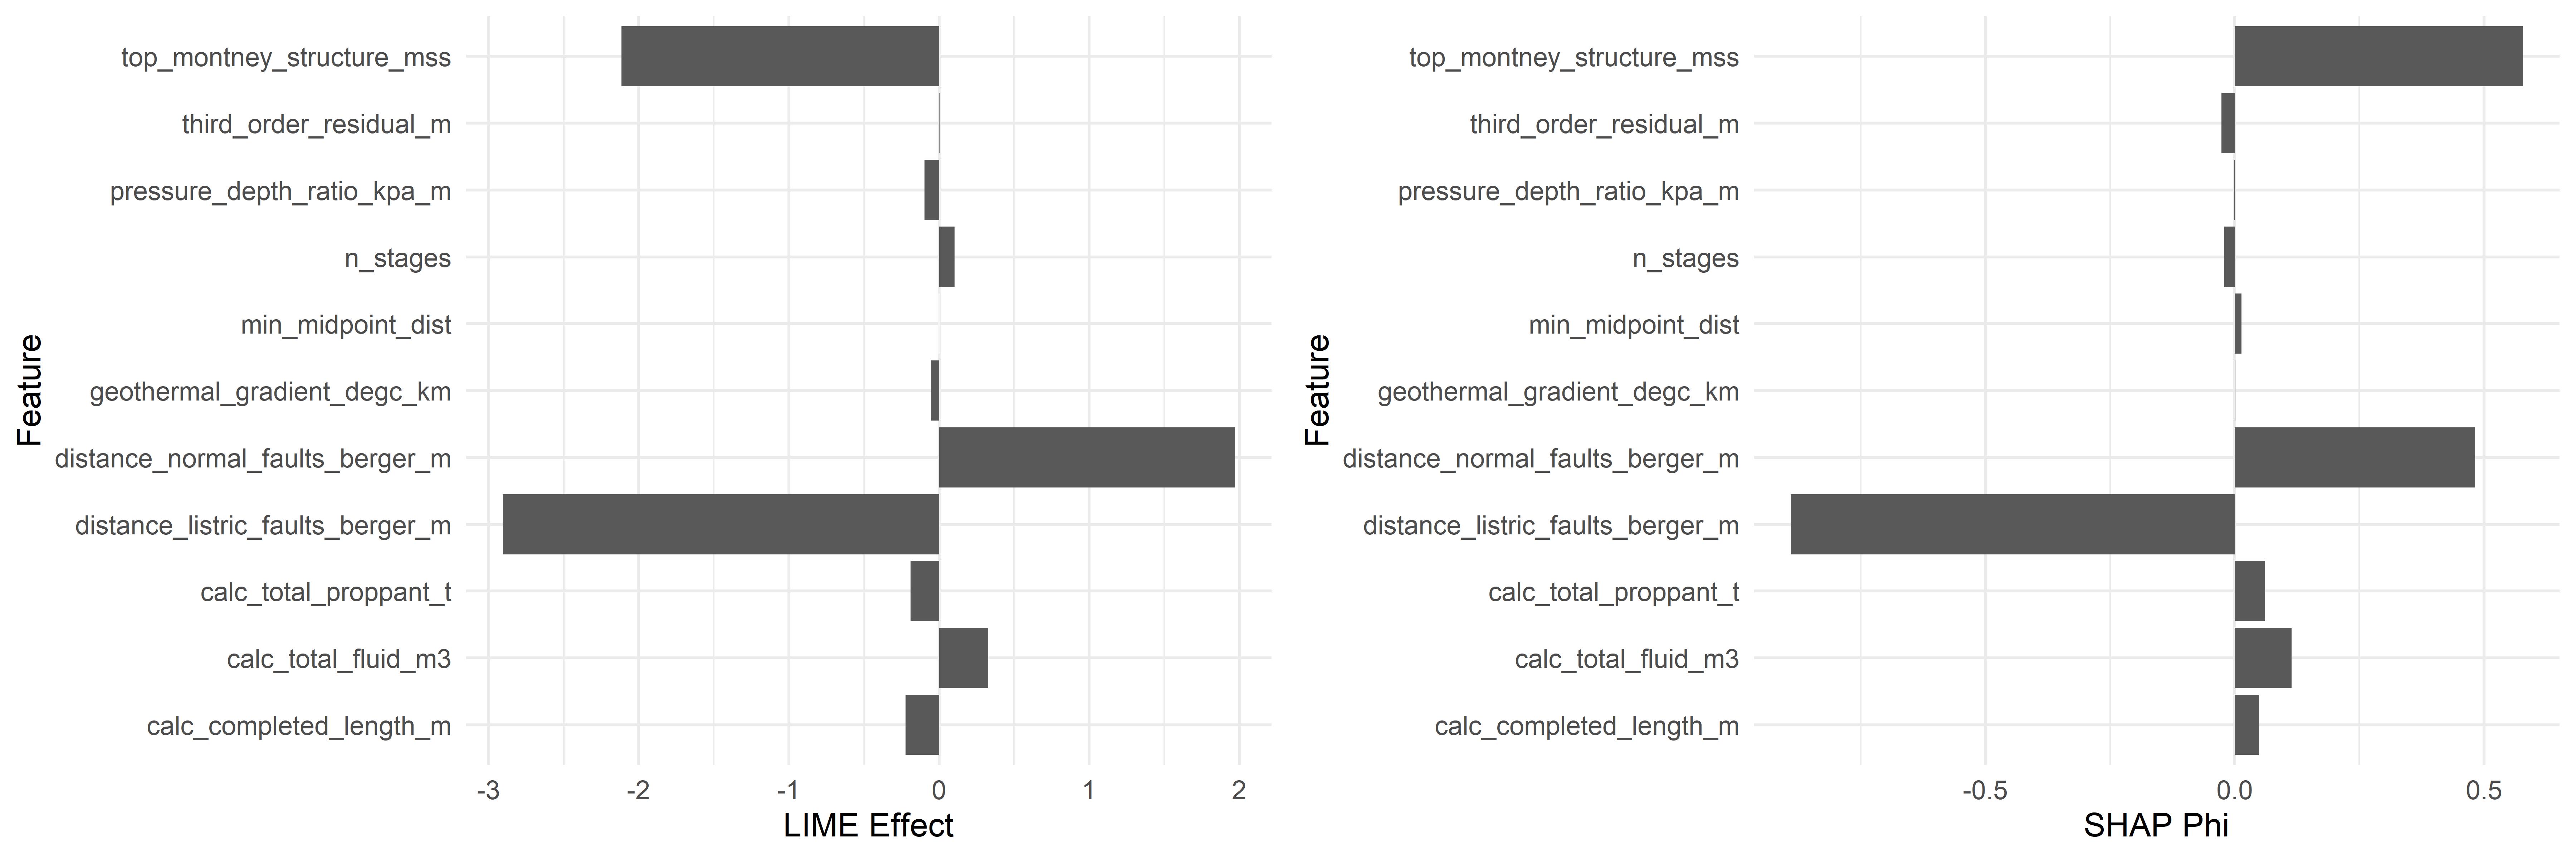 Feature
top_montney_structure_mss
third_order_residual_m
pressure_depth_ratio_kpa_m
n_stages
min_midpoint_dist
geothermal_gradient_degc_km
distance_normal_faults_berger_m
distance_listric_faults_berger_m
calc_total_proppant_t
calc_total_fluid_m3
calc_completed_length_m
-3 -2 -1 0 1 2
LIME Effect
Feature
top_montney_structure_mss
third_order_residual_m
pressure_depth_ratio_kpa_m
n_stages
min_midpoint_dist
geothermal_gradient_degc_km
distance_normal_faults_berger_m
distance_listric_faults_berger_m
calc_total_proppant_t
calc_total_fluid_m3
calc_completed_length_m
-0.5 0.0 0.5
SHAP Phi